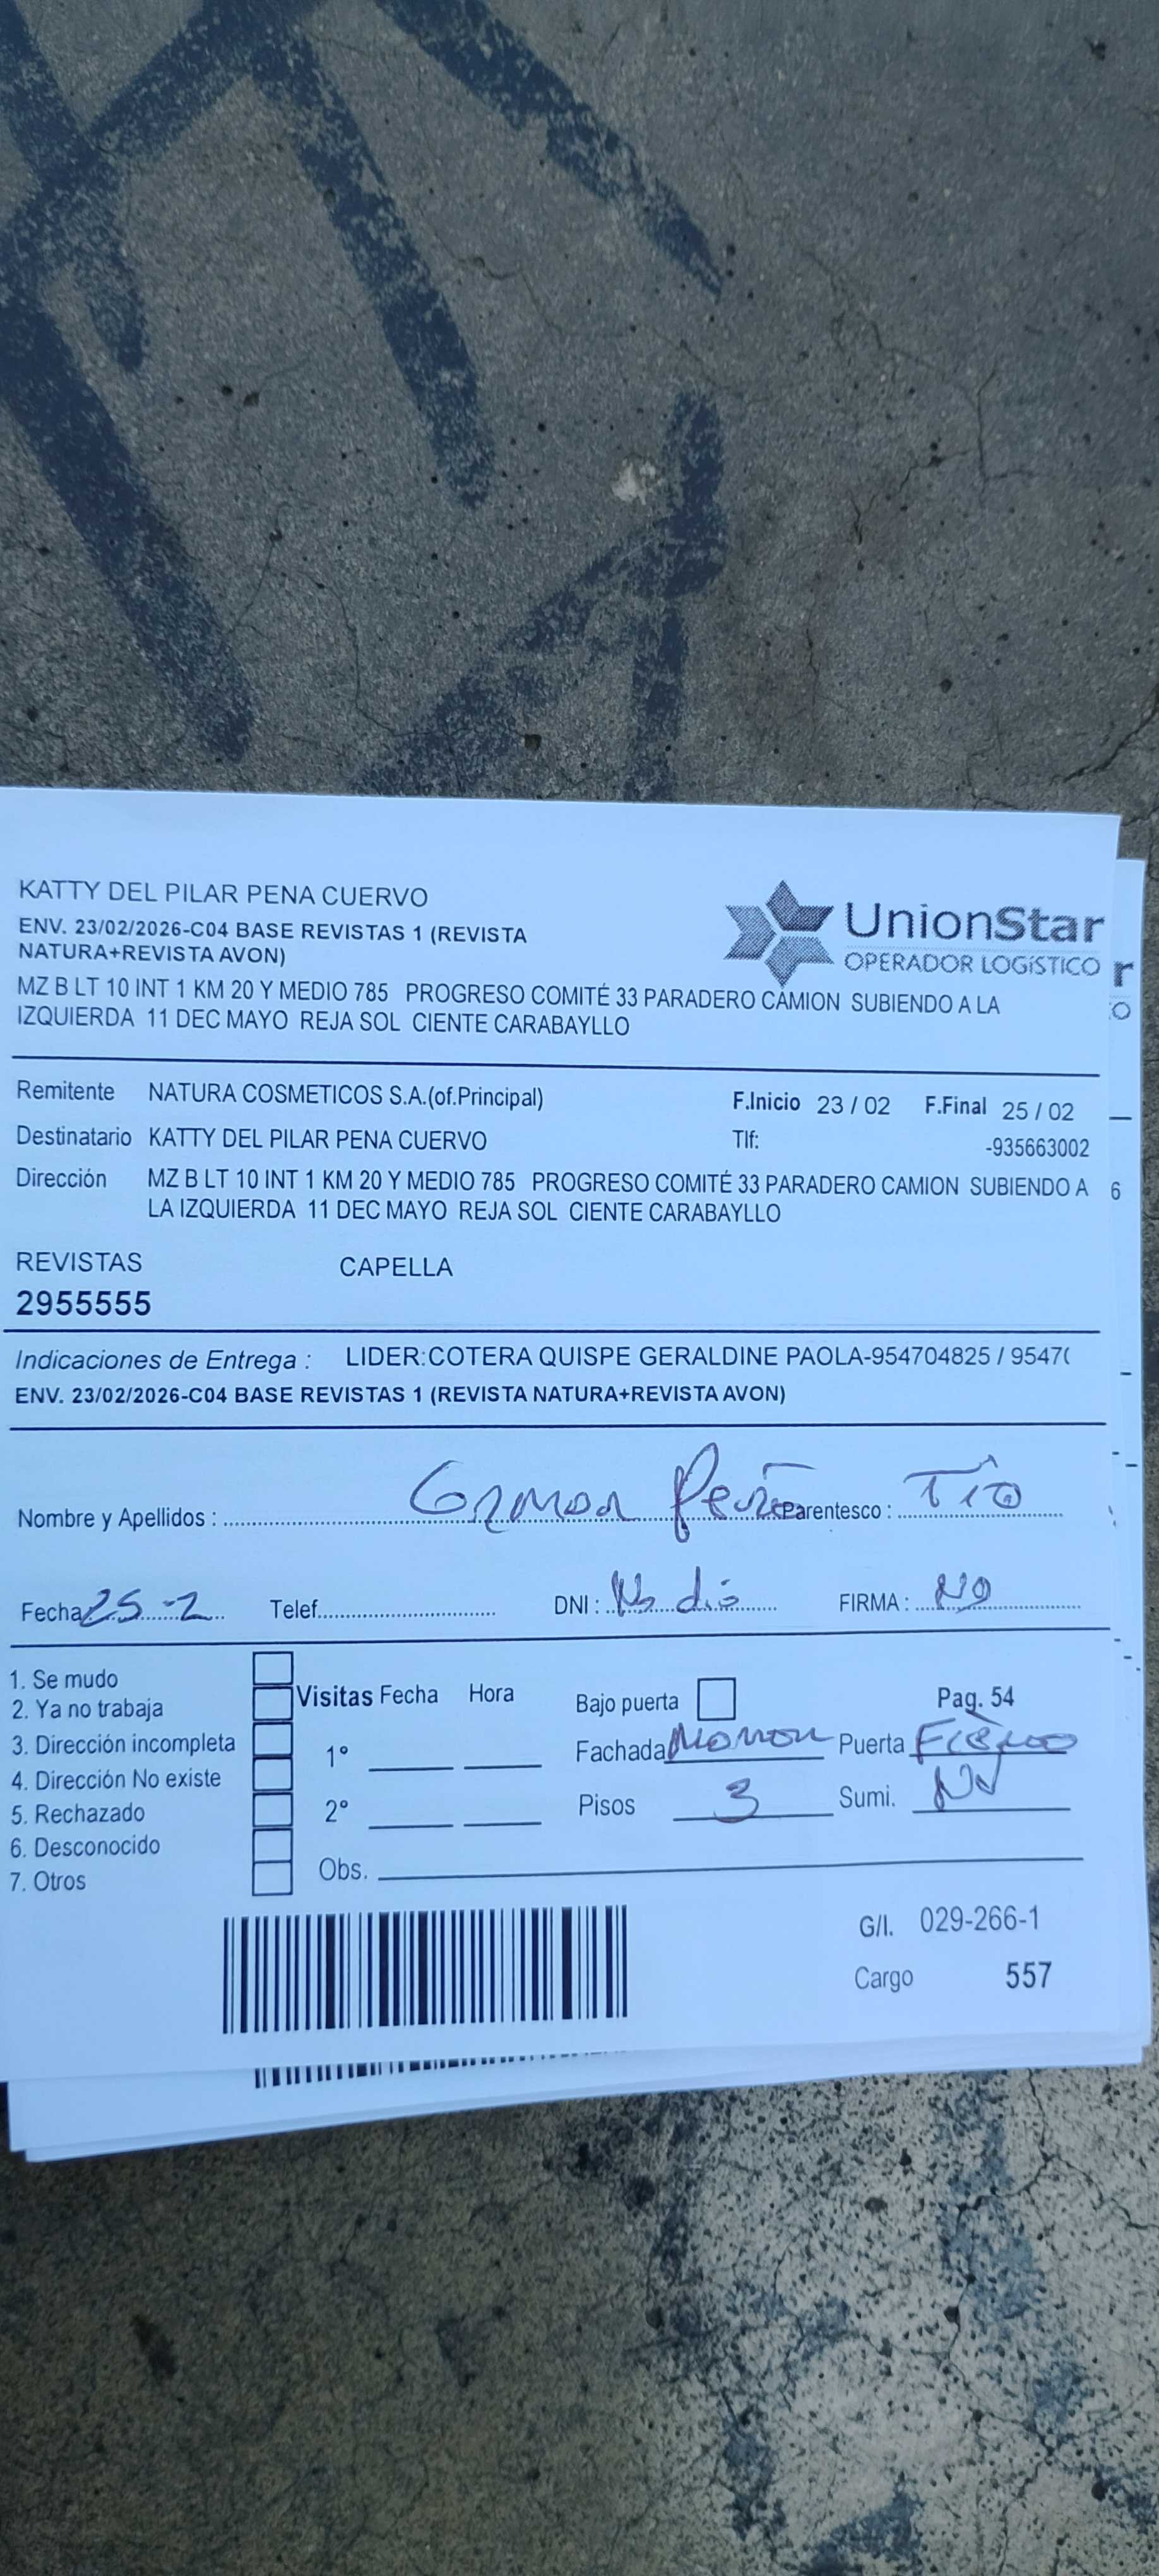 KATTY DEL PILAR PENA CUERVO
ENV. 23/02/2026-C04 BASE REVISTAS 1 (REVISTA
NATURA+REVISTA AVON)
UnionStar
OPERADOR LOGíSTICO
MZ B LT 10 INT 1 KM 20 Y MEDIO 785 PROGRESO COMITÉ 33 PARADERO CAMION SUBIENDO A LA
IZQUIERDA 11 DEC MAYO REJA SOL CIENTE CARABAYLLO
Remitente NATURA COSMETICOS S.A.(of.Principal) F.Inicio 23 / 02 F.Final 25 / 02
Destinatario KATTY DEL PILAR PENA CUERVO Tlf: -935663002
Dirección MZ B LT 10 INT 1 KM 20 Y MEDIO 785 PROGRESO COMITÉ 33 PARADERO CAMION SUBIENDO A
LA IZQUIERDA 11 DEC MAYO REJA SOL CIENTE CARABAYLLO
REVISTAS CAPELLA
2955555
Indicaciones de Entrega : LIDER:COTERA QUISPE GERALDINE PAOLA-954704825 / 9547(
ENV. 23/02/2026-C04 BASE REVISTAS 1 (REVISTA NATURA+REVISTA AVON)
Nombre y Apellidos : Peña Parentesco : Tio
Fecha 25-2 Telef. DNI : No dio FIRMA : NO
1. Se mudo
2. Ya no trabaja
3. Dirección incompleta
4. Dirección No existe
5. Rechazado
6. Desconocido
7. Otros
Visitas Fecha Hora
1°
2°
Obs.
Bajo puerta Pag. 54
Fachada Marron Puerta Fierro
Pisos 3 Sumi. NV
G/I. 029-266-1
Cargo 557